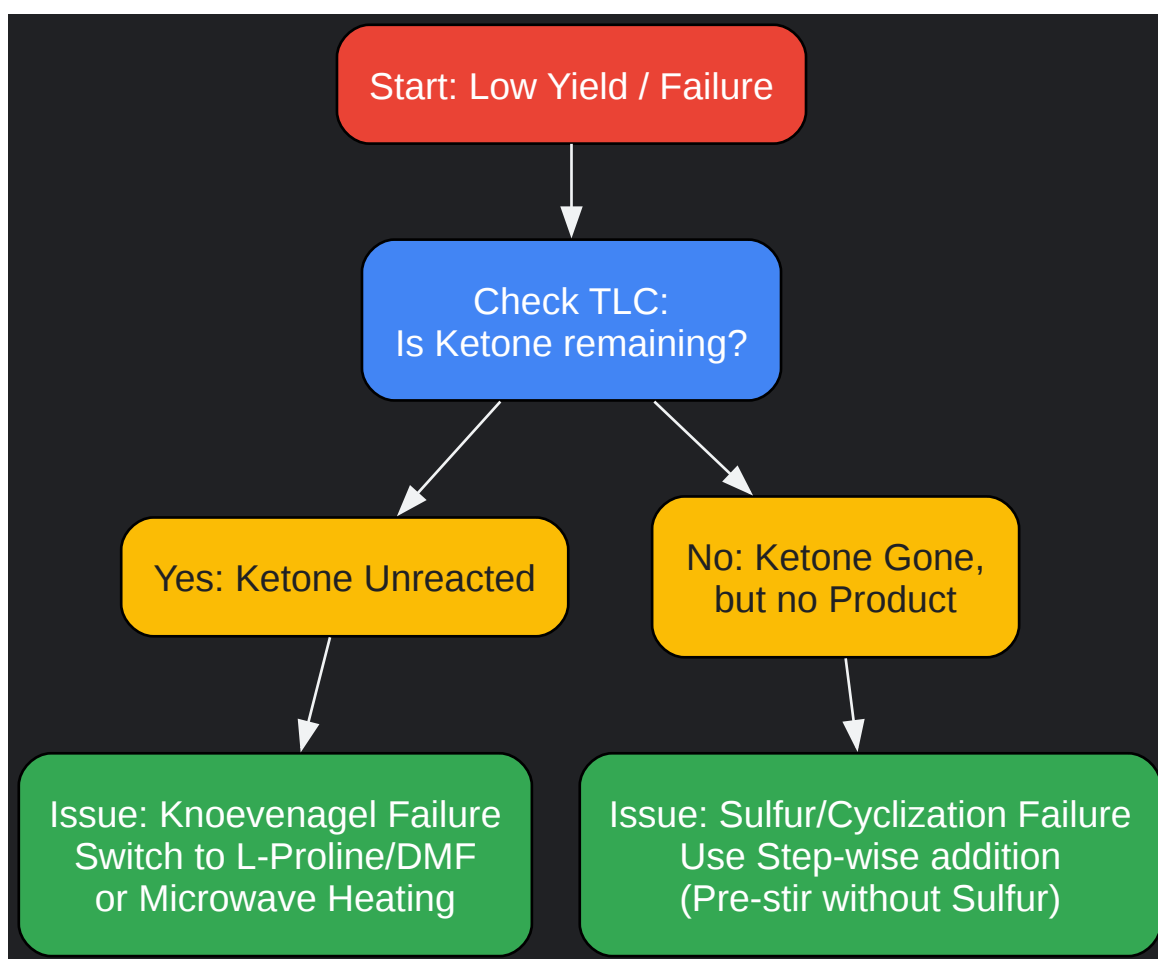 Start: Low Yield / Failure
Check TLC:
Is Ketone remaining?
Yes: Ketone Unreacted
No: Ketone Gone,
but no Product
Issue: Knoevenagel Failure
Switch to L-Proline/DMF
or Microwave Heating
Issue: Sulfur/Cyclization Failure
Use Step-wise addition
(Pre-stir without Sulfur)